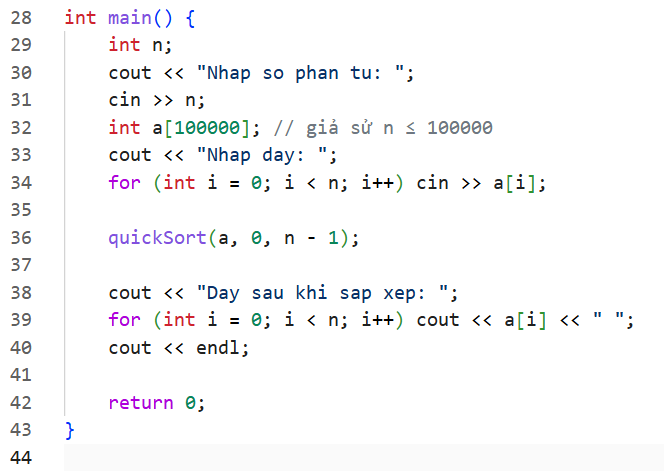 28 int main() {
29     int n;
30     cout << "Nhap so phan tu: ";
31     cin >> n;
32     int a[100000]; // giả sử n ≤ 100000
33     cout << "Nhap day: ";
34     for (int i = 0; i < n; i++) cin >> a[i];
35
36     quickSort(a, 0, n - 1);
37
38     cout << "Day sau khi sap xep: ";
39     for (int i = 0; i < n; i++) cout << a[i] << " ";
40     cout << endl;
41
42     return 0;
43 }
44